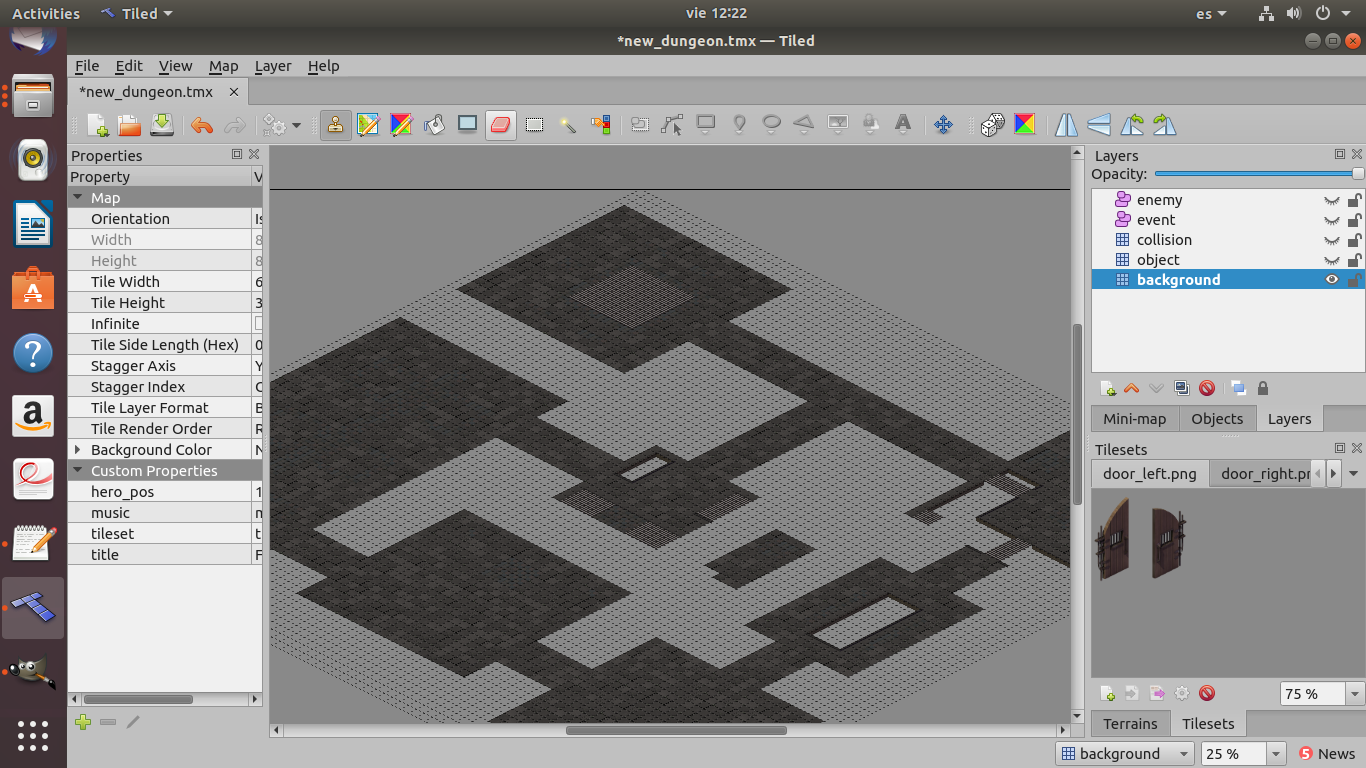 Activities Tiled vie 12:22 es
*new_dungeon.tmx — Tiled
File Edit View Map Layer Help
*new_dungeon.tmx
Properties
Property V
Map
Orientation Is
Width 8
Height 8
Tile Width 6
Tile Height 3
Infinite
Tile Side Length (Hex) 0
Stagger Axis Y
Stagger Index
Tile Layer Format B
Tile Render Order R
Background Color N
Custom Properties
hero_pos 1
music m
tileset t
title F
Layers
Opacity:
enemy
event
collision
object
background
Mini-map Objects Layers
Tilesets
door_left.png door_right.pr
75 %
Terrains Tilesets
background 25 % 5 News